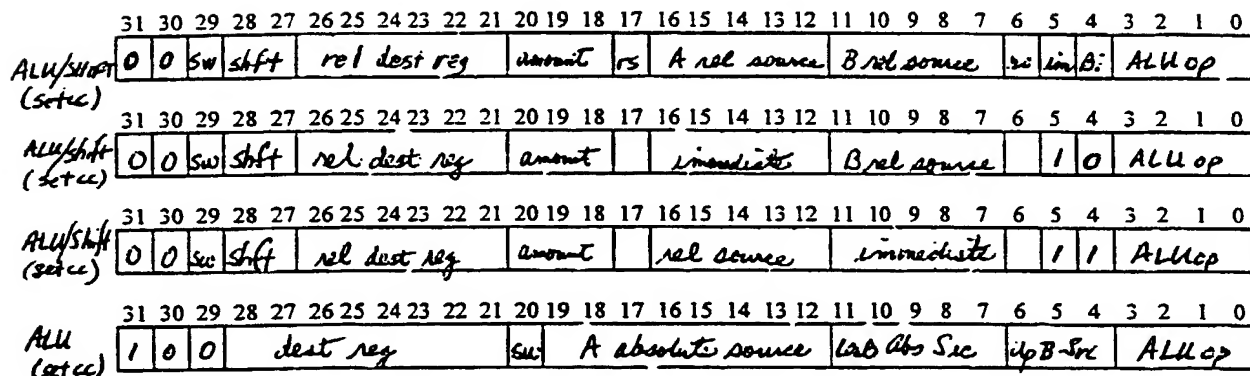 31 30 29 28 27 26 25 24 23 22 21 20 19 18 17 16 15 14 13 12 11 10 9 8 7 6 5 4 3 2 1 0
ALU/Shift 0 0 sw shft rel dest reg amount rs A rel source B rel source im Bi ALU op
(setcc)
31 30 29 28 27 26 25 24 23 22 21 20 19 18 17 16 15 14 13 12 11 10 9 8 7 6 5 4 3 2 1 0
ALU/Shift 0 0 sw shft rel dest reg amount immediate B rel source 1 0 ALU op
(setcc)
31 30 29 28 27 26 25 24 23 22 21 20 19 18 17 16 15 14 13 12 11 10 9 8 7 6 5 4 3 2 1 0
ALU/Shift 0 0 sw Shft rel dest reg amount rel source immediate 1 1 ALU op
(setcc)
31 30 29 28 27 26 25 24 23 22 21 20 19 18 17 16 15 14 13 12 11 10 9 8 7 6 5 4 3 2 1 0
ALU 1 0 0 dest reg sw A absolute source Abs Src B-Src ALU op
(setcc)